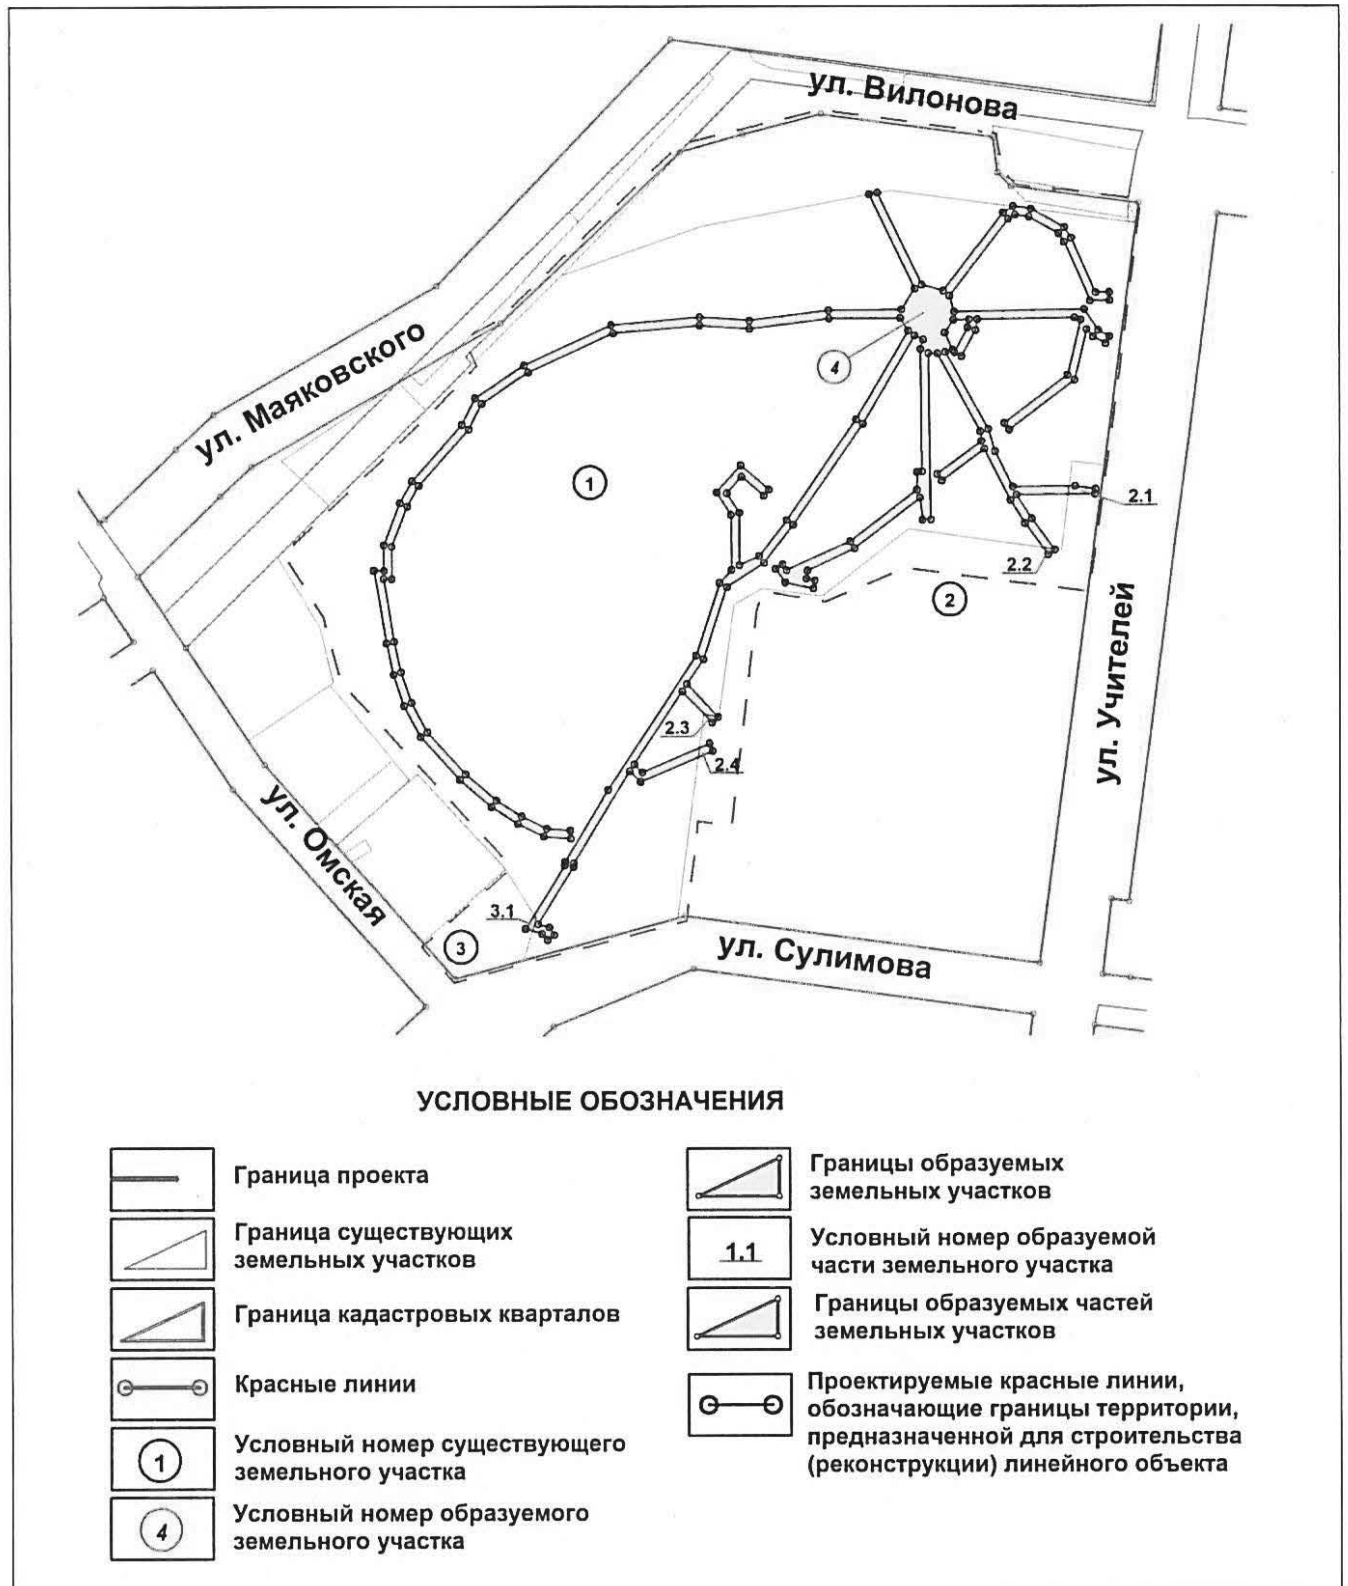 ул. Вилонова
ул. Маяковского
4
1
2.1
2.2
2
ул. Учителей
2.3
2.4
ул. Омская
3.1
3
ул. Сулимова
УСЛОВНЫЕ ОБОЗНАЧЕНИЯ
Граница проекта
Граница существующих
земельных участков
Граница кадастровых кварталов
Красные линии
1
Условный номер существующего
земельного участка
4
Условный номер образуемого
земельного участка
Границы образуемых
земельных участков
1.1
Условный номер образуемой
части земельного участка
Границы образуемых частей
земельных участков
Проектируемые красные линии,
обозначающие границы территории,
предназначенной для строительства
(реконструкции) линейного объекта